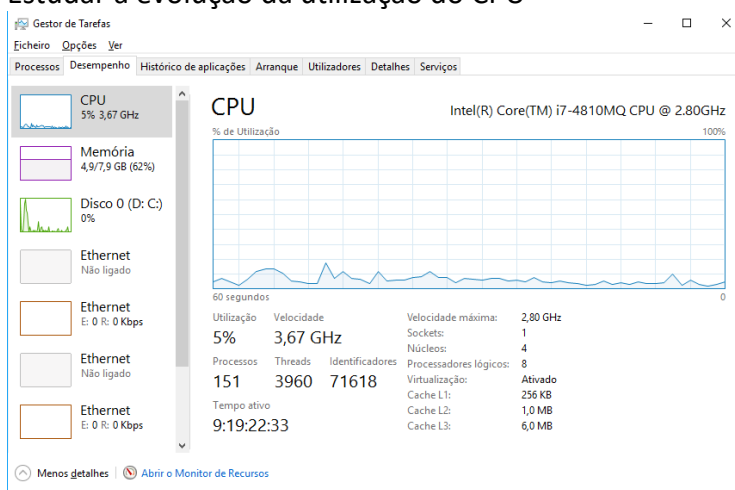 Estudar a evolução da utilização do CPU
Gestor de Tarefas
Ficheiro Opções Ver
Processos Desempenho Histórico de aplicações Arranque Utilizadores Detalhes Serviços
CPU
5% 3,67 GHz
Memória
4,9/7,9 GB (62%)
Disco 0 (D: C:)
0%
Ethernet
Não ligado
Ethernet
E: 0 R: 0 Kbps
Ethernet
Não ligado
Ethernet
E: 0 R: 0 Kbps
CPU Intel(R) Core(TM) i7-4810MQ CPU @ 2.80GHz
% de Utilização 100%
60 segundos 0
Utilização Velocidade
5% 3,67 GHz
Processos Threads Identificadores
151 3960 71618
Tempo ativo
9:19:22:33
Velocidade máxima: 2,80 GHz
Sockets: 1
Núcleos: 4
Processadores lógicos: 8
Virtualização: Ativado
Cache L1: 256 KB
Cache L2: 1,0 MB
Cache L3: 6,0 MB
Menos detalhes Abrir o Monitor de Recursos